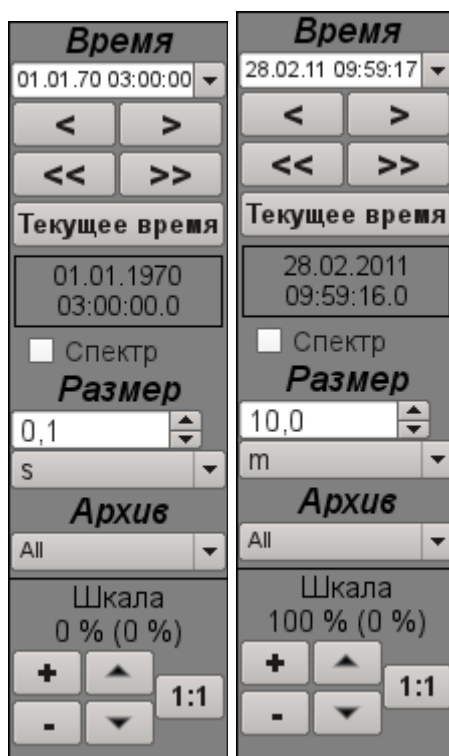 Время
01.01.70 03:00:00
<
>
<<
>>
Текущее время
01.01.1970
03:00:00.0
Спектр
Размер
0,1
s
Архив
All
Шкала
0 % (0 %)
+
1:1
-
Время
28.02.11 09:59:17
<
>
<<
>>
Текущее время
28.02.2011
09:59:16.0
Спектр
Размер
10,0
m
Архив
All
Шкала
100 % (0 %)
+
1:1
-